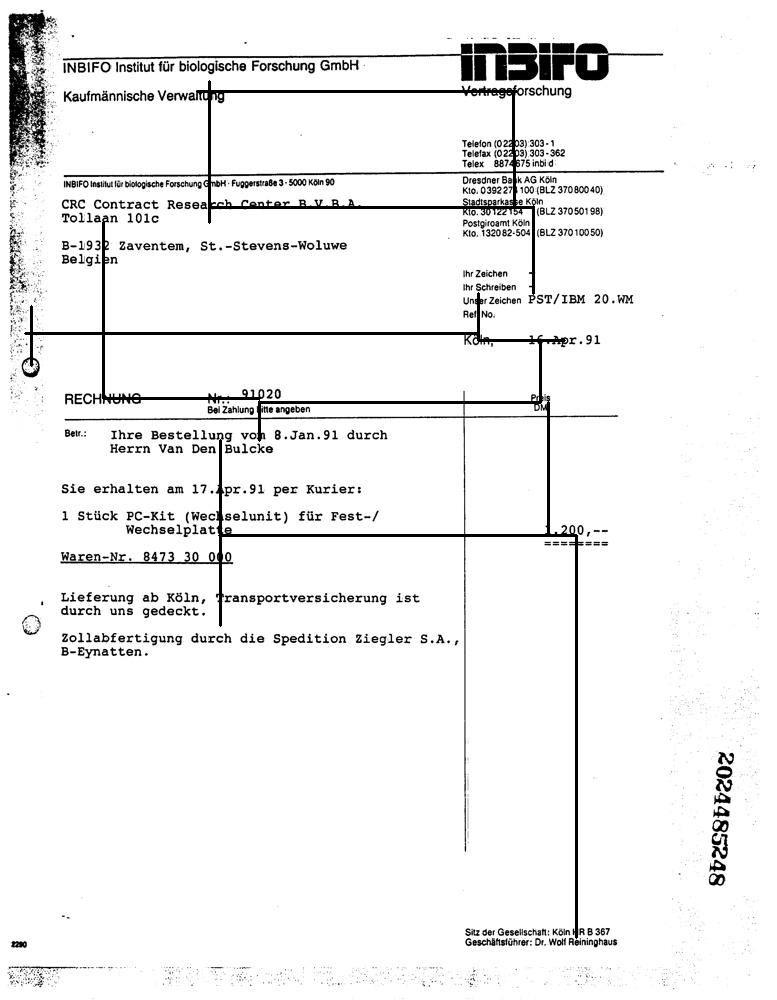 INBIFO Institut für biologische Forschung GmbH
INBIFO
Kaufmännische Verwaltung
Vertragsforschung
Telefon (02203) 303-1
Telefax (02203) 303-362
Telex 8874675 inbi d
INBIFO Institut für biologische Forschung GmbH · Fuggerstraße 3 · 5000 Köln 90
Dresdner Bank AG Köln
Kto. 0392271100 (BLZ 37080040)
Stadtsparkasse Köln
Kto. 30122154 (BLZ 37050198)
Postgiroamt Köln
Kto. 13082-504 (BLZ 37010050)
CRC Contract Research Center B.V.B.A.
Tollaan 101c
B-1932 Zaventem, St.-Stevens-Woluwe
Belgien
Ihr Zeichen -
Ihr Schreiben -
Unser Zeichen PST/IBM 20.WM
Ref. No.
Köln, 16.Apr.91
RECHNUNG Nr.: 91020
Bei Zahlung bitte angeben
Preis
DM
Betr.: Ihre Bestellung vom 8.Jan.91 durch
Herrn Van Den Bulcke
Sie erhalten am 17.Apr.91 per Kurier:
1 Stück PC-Kit (Wechselunit) für Fest-/
Wechselplatte 1.200,--
========
Waren-Nr. 8473 30 000
Lieferung ab Köln, Transportversicherung ist
durch uns gedeckt.
Zollabfertigung durch die Spedition Ziegler S.A.,
B-Eynatten.
2024485248
Sitz der Gesellschaft: Köln HR B 367
Geschäftsführer: Dr. Wolf Reininghaus
2290